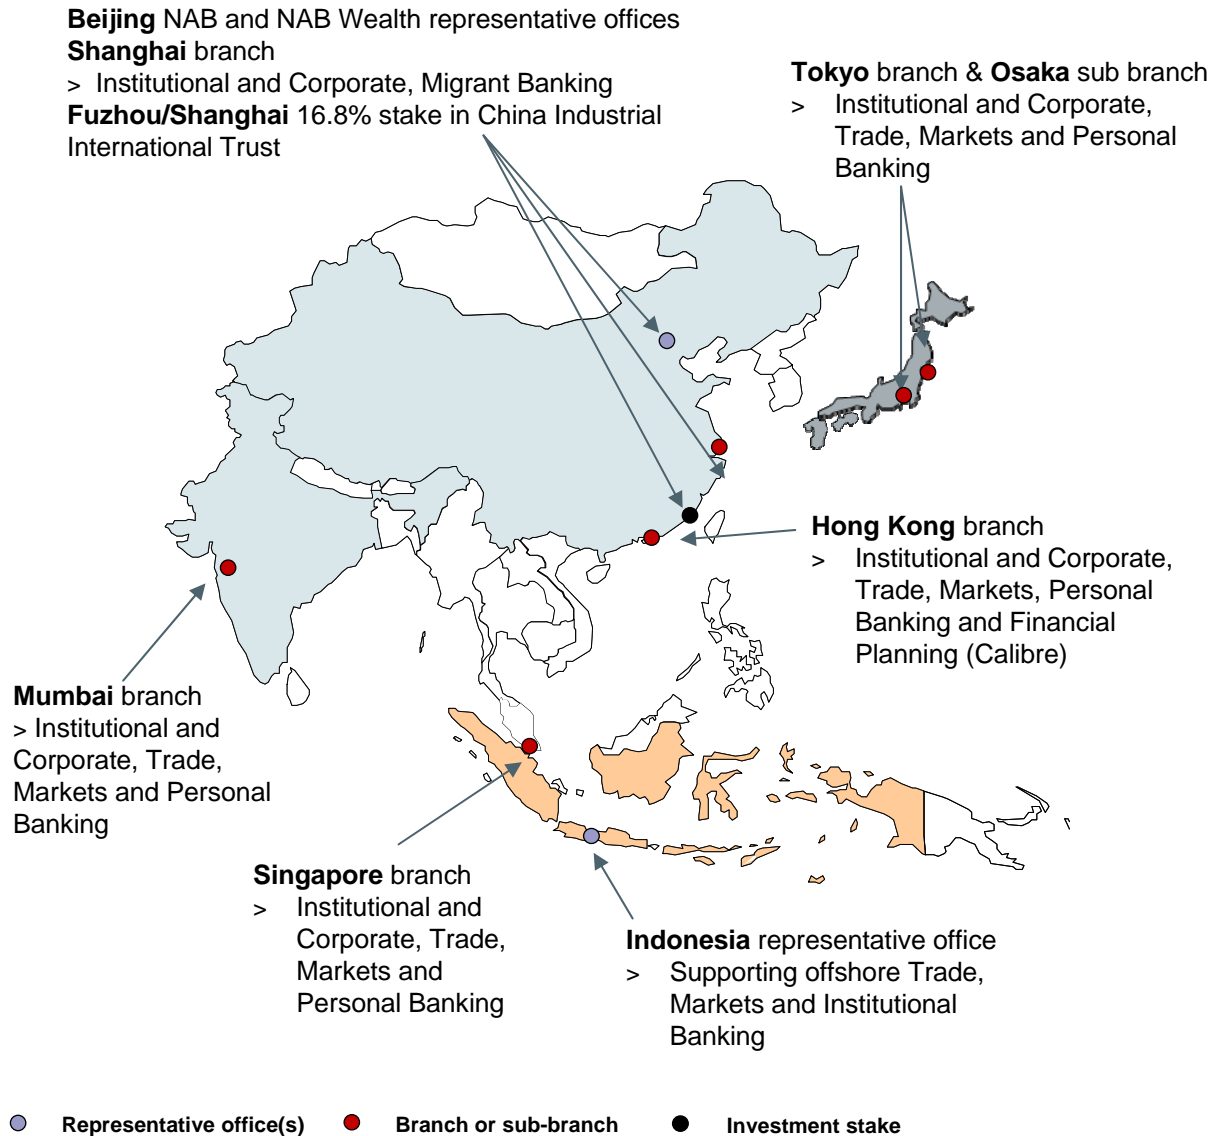 Beijing NAB and NAB Wealth representative offices
Shanghai branch
> Institutional and Corporate, Migrant Banking
Fuzhou/Shanghai 16.8% stake in China Industrial
International Trust
Tokyo branch & Osaka sub branch
> Institutional and Corporate,
Trade, Markets and Personal
Banking
Hong Kong branch
> Institutional and Corporate,
Trade, Markets, Personal
Banking and Financial
Planning (Calibre)
Mumbai branch
> Institutional and
Corporate, Trade,
Markets and Personal
Banking
Singapore branch
> Institutional and
Corporate, Trade,
Markets and
Personal Banking
Indonesia representative office
> Supporting offshore Trade,
Markets and Institutional
Banking
Representative office(s)
Branch or sub-branch
Investment stake